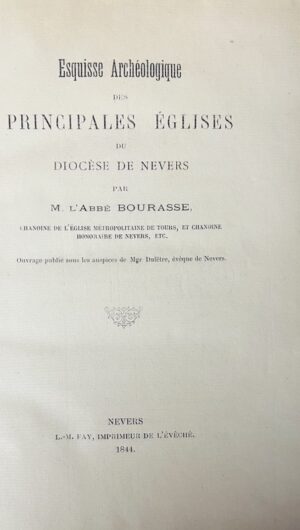 Esquisse Archéologique
DES
PRINCIPALES ÉGLISES
DU
DIOCÈSE DE NEVERS
PAR
M. L'ABBÉ BOURASSE,
CHANOINE DE L'ÉGLISE MÉTROPOLITAINE DE TOURS, ET CHANOINE
HONORAIRE DE NEVERS, ETC.
Ouvrage publié sous les auspices de Mgr Dufêtre, évêque de Nevers.
NEVERS
L.-M. FAY, IMPRIMEUR DE L'ÉVÊCHÉ.
1844.